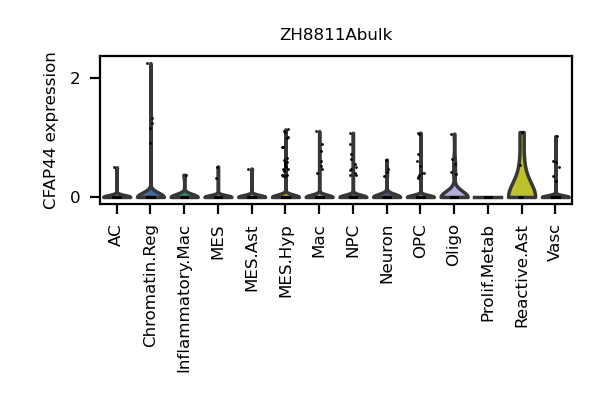 ZH8811Abulk
CFAP44 expression
2
0
AC
Chromatin.Reg
Inflammatory.Mac
MES
MES.Ast
MES.Hyp
Mac
NPC
Neuron
OPC
Oligo
Prolif.Metab
Reactive.Ast
Vasc